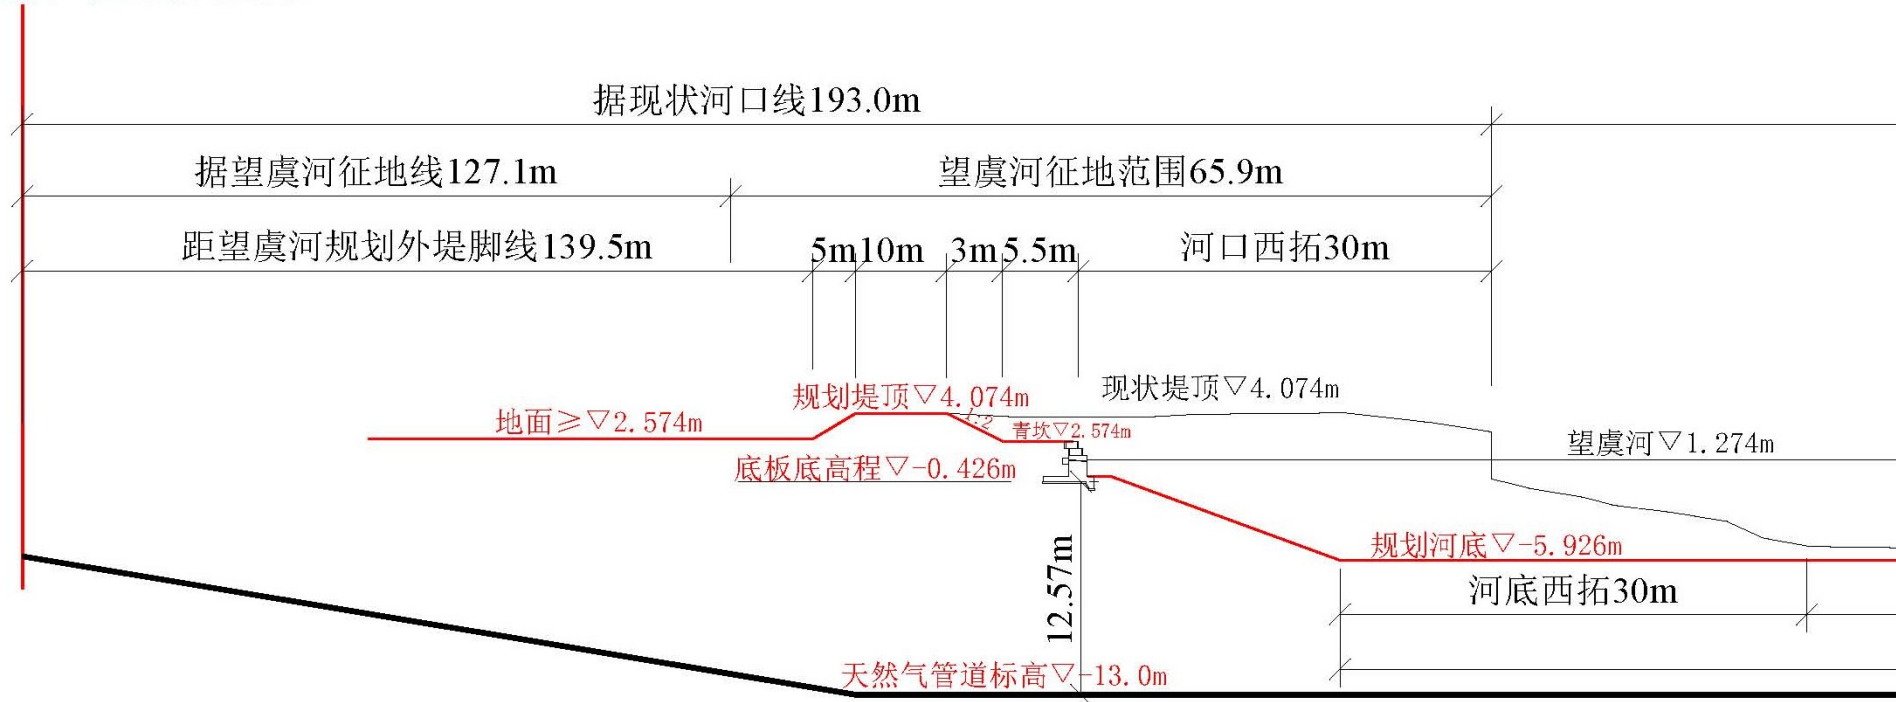 据现状河口线193.0m
据望虞河征地线127.1m
望虞河征地范围65.9m
距望虞河规划外堤脚线139.5m
5m
10m
3m
5.5m
河口西拓30m
规划堤顶▽4.074m
现状堤顶▽4.074m
地面≥▽2.574m
1:2
青坎▽2.574m
望虞河▽1.274m
底板底高程▽-0.426m
规划河底▽-5.926m
12.57m
河底西拓30m
天然气管道标高▽-13.0m